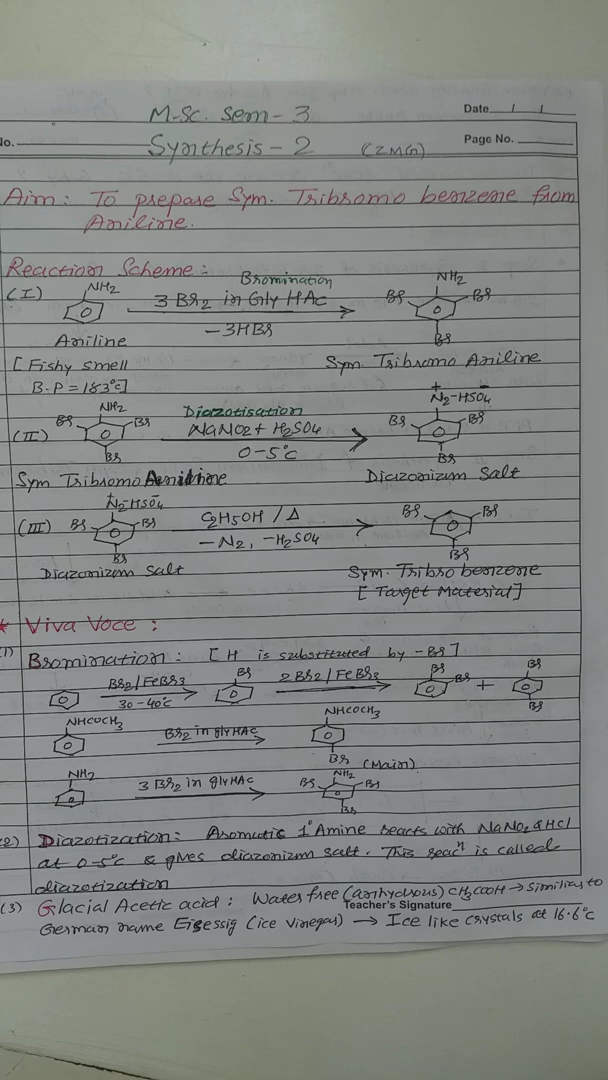 M.Sc. Sem - 3
Date / /
No.
Synthesis - 2 (2M(n)
Page No.
Aim : To prepare Sym. Tribromo benzene from
Aniline.
Reaction Scheme :
(I) NH2 Bromination NH2
3 Br2 in Gly HAc Br Br
-3HBr Br
Aniline Sym Tribromo Aniline
[Fishy smell
B.P = 183°C]
(II) NH2 Diazotisation N2-HSO4 + -
Br Br NaNO2 + H2SO4 Br Br
Br 0-5°C Br
Sym Tribromo Aniline Diazonium Salt
(III) +N2-HSO4- C2H5OH / Δ Br Br
Br Br -N2, -H2SO4 Br
Br
Diazonium Salt Sym. Tribro benzene
[Target Material]
* Viva Voce :
(1) Bromination : [H is substituted by -Br]
Br2/FeBr3 Br 2Br2/FeBr3 Br Br + Br
30-40°C Br
NHCOCH3 Br2 in gly HAc NHCOCH3
Br (Main)
NH2 3 Br2 in gly HAc NH2
Br Br
Br
(2) Diazotization : Aromatic 1° Amine reacts with NaNO2 & HCl
at 0-5°C & gives diazonium salt. This reacn is called
diazotization
(3) Glacial Acetic acid : Water free (anhydrous) CH3COOH → Similar to
Teacher's Signature
German name Eisessig (ice vinegar) → Ice like crystals at 16.6°C